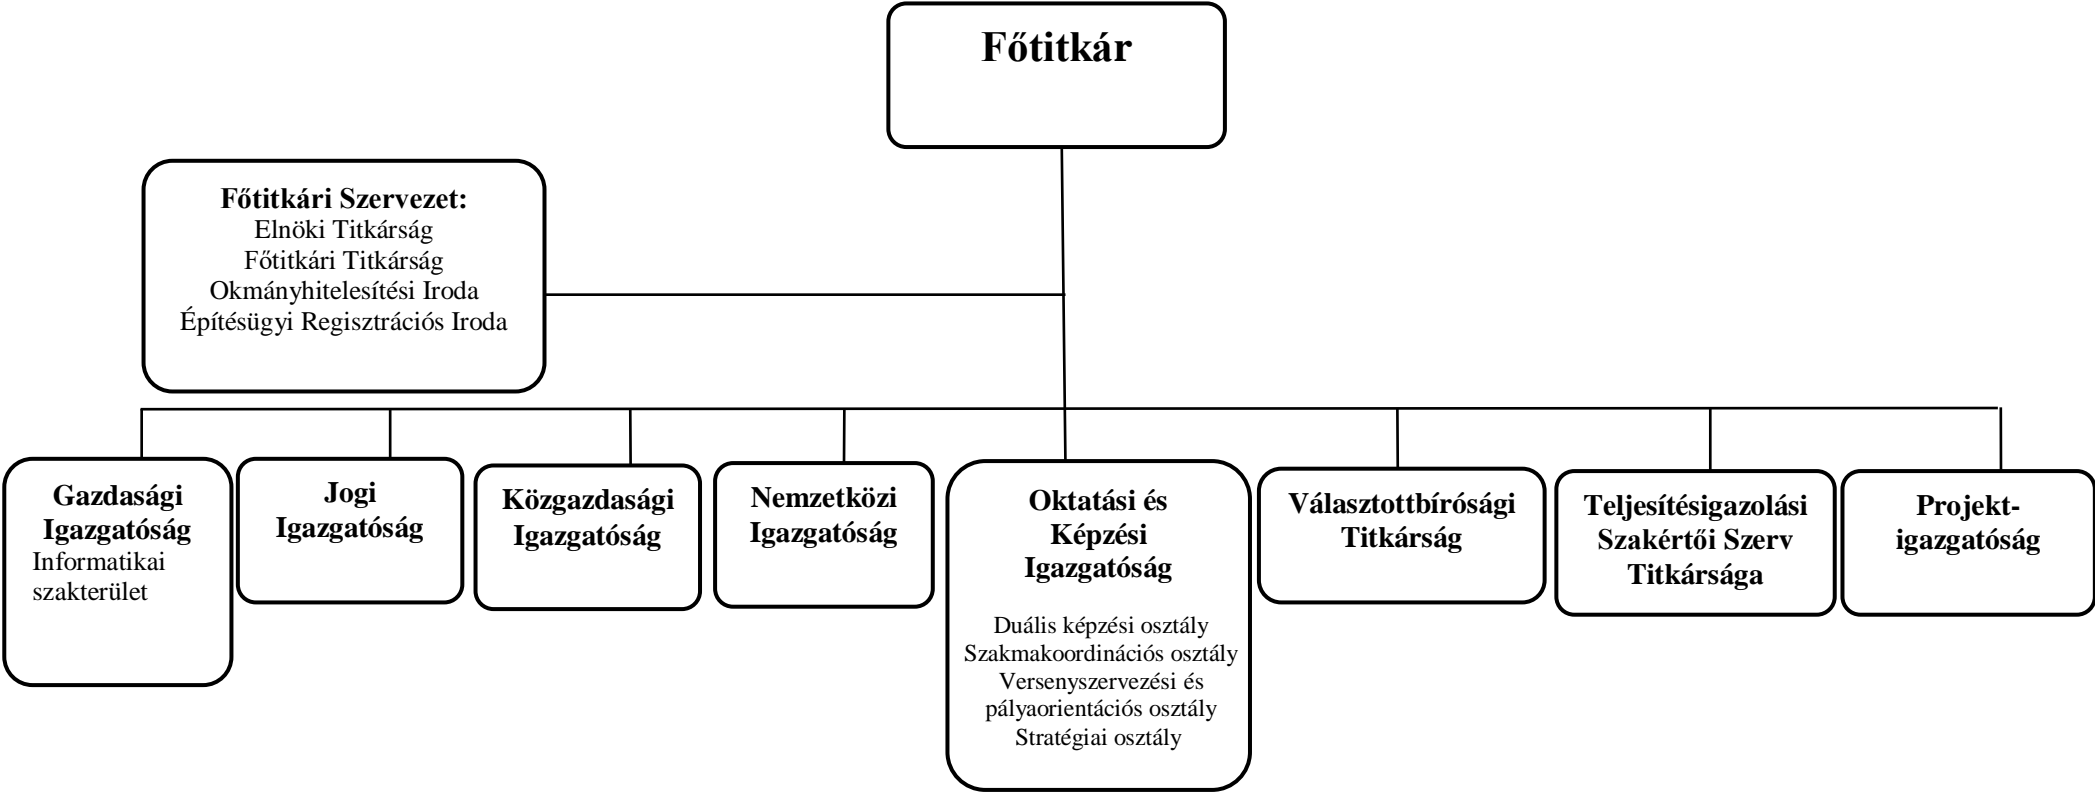 Főtitkár
Főtitkári Szervezet:
Elnöki Titkárság
Főtitkári Titkárság
Okmányhitelesítési Iroda
Építésügyi Regisztrációs Iroda
Gazdasági
Igazgatóság
Informatikai
szakterület
Jogi
Igazgatóság
Közgazdasági
Igazgatóság
Nemzetközi
Igazgatóság
Oktatási és
Képzési
Igazgatóság
Duális képzési osztály
Szakmakoordinációs osztály
Versenyszervezési és
pályaorientációs osztály
Stratégiai osztály
Választottbírósági
Titkárság
Teljesítésigazolási
Szakértői Szerv
Titkársága
Projekt-
igazgatóság